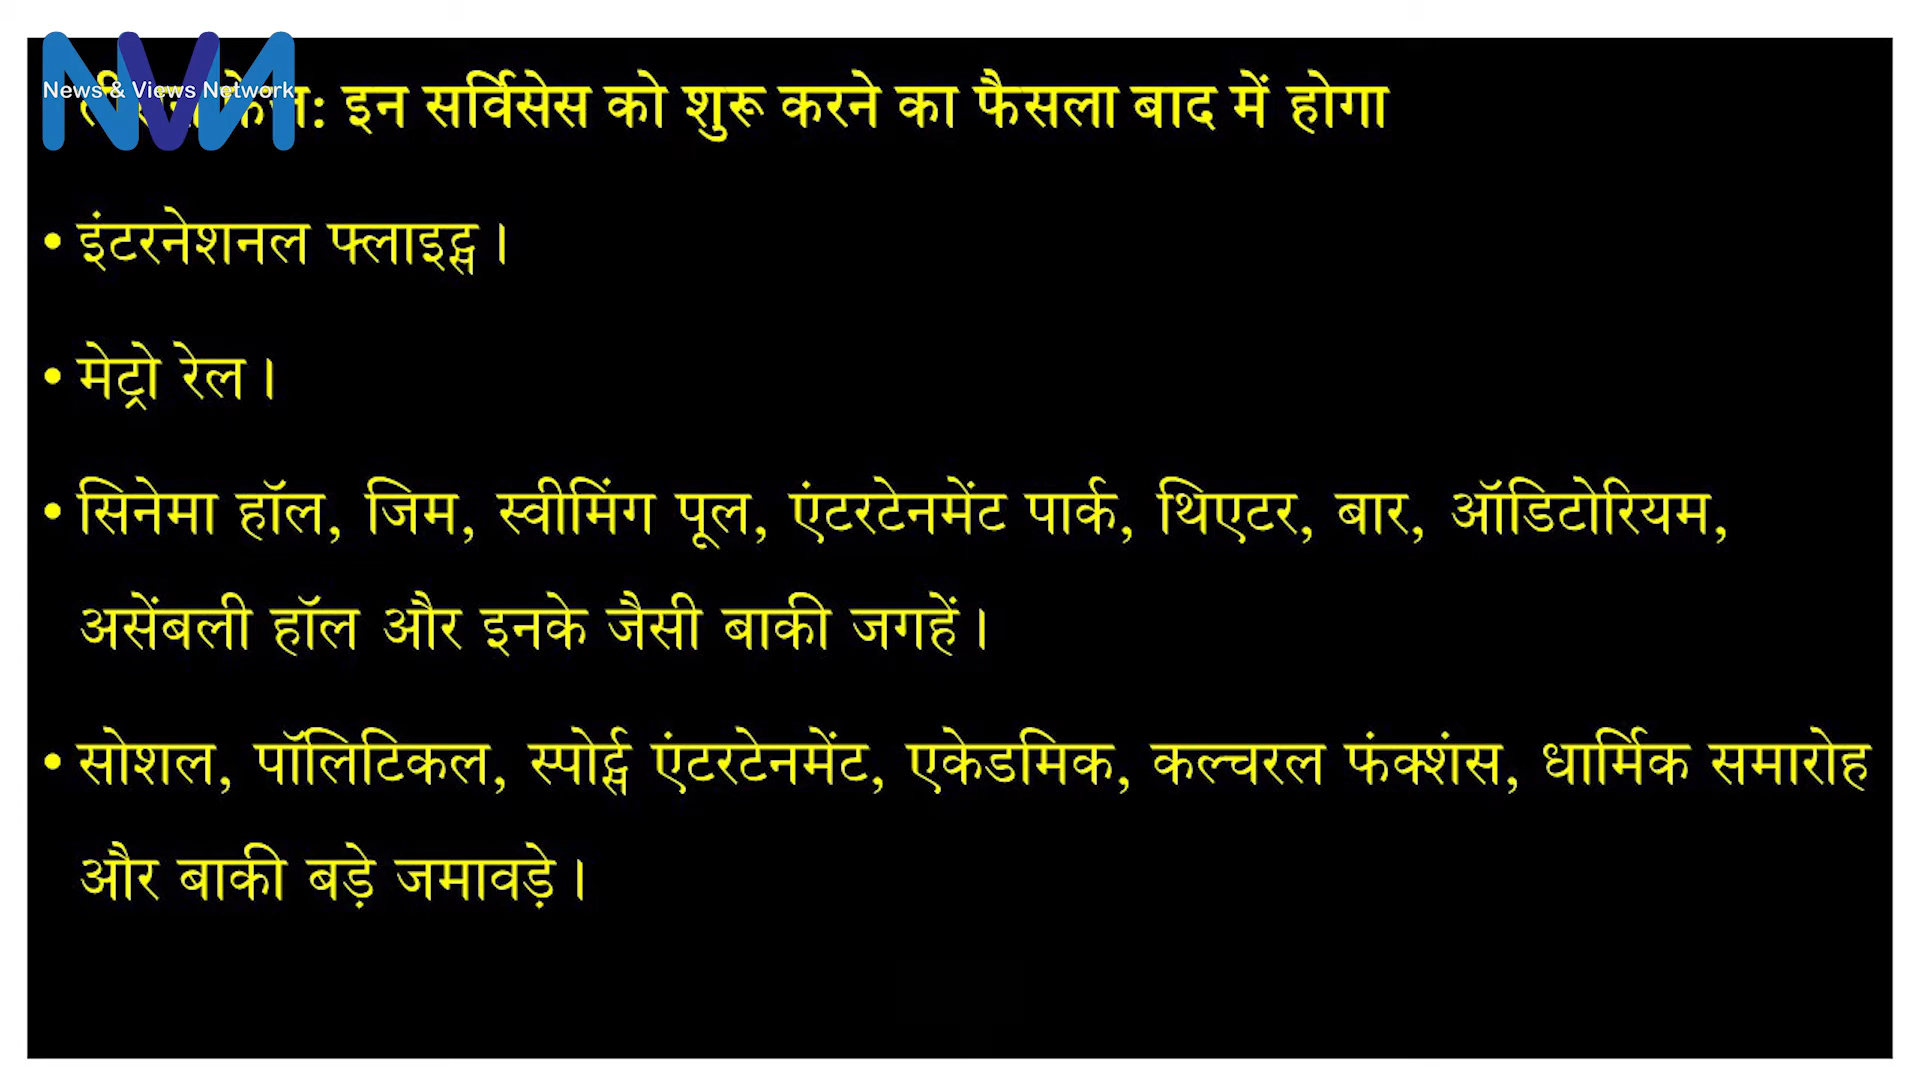 News & Views Network
इन सर्विसेस को शुरू करने का फैसला बाद में होगा
• इंटरनेशनल फ्लाइट्स।
• मेट्रो रेल।
• सिनेमा हॉल, जिम, स्वीमिंग पूल, एंटरटेनमेंट पार्क, थिएटर, बार, ऑडिटोरियम,
असेंबली हॉल और इनके जैसी बाकी जगहें।
• सोशल, पॉलिटिकल, स्पोर्ट्स एंटरटेनमेंट, एकेडमिक, कल्चरल फंक्शंस, धार्मिक समारोह
और बाकी बड़े जमावड़े।